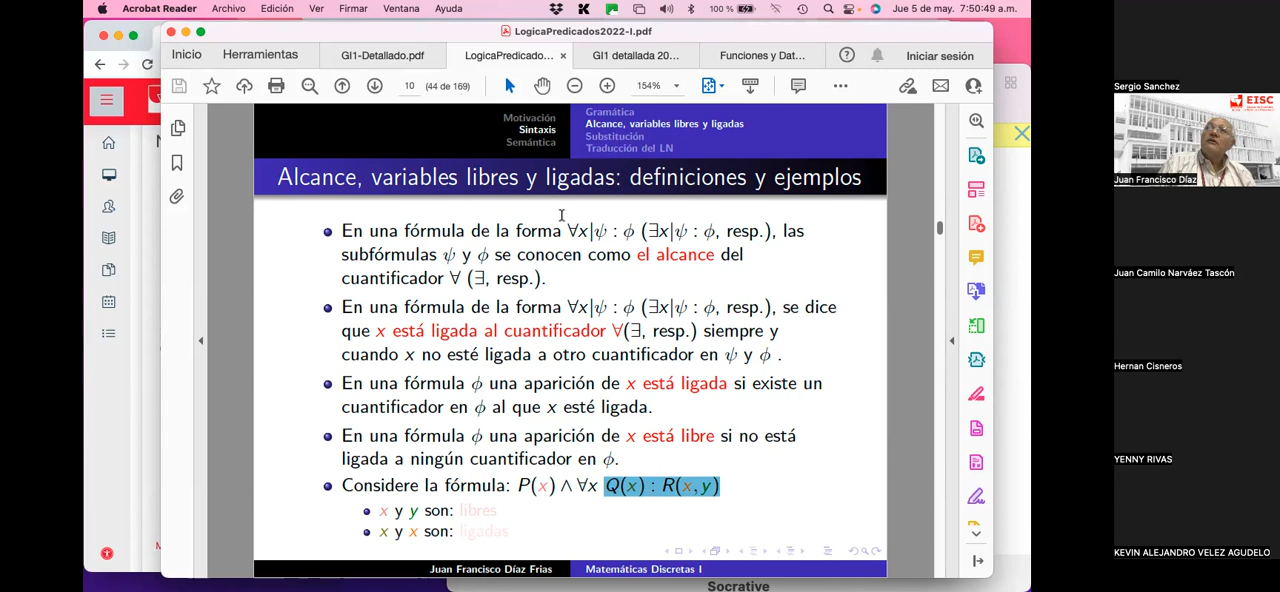 Acrobat Reader Archivo Ver Firmar Ventana Ayuda 100 % Jue 5 de may. 7:50:49 a.m.
LogicaPredicados2022-I.pdf
Inicio Herramientas GI1-Detallado.pdf LogicaPredicados... × GI1 detallada 20... Funciones y Dat... Iniciar sesión
10 (44 de 169) 154%
Motivación
Sintaxis
Semántica
Gramática
Alcance, variables libres y ligadas
Substitución
Traducción del LN
Alcance, variables libres y ligadas: definiciones y ejemplos
En una fórmula de la forma ∀x|ψ : ϕ (∃x|ψ : ϕ, resp.), las
subfórmulas ψ y ϕ se conocen como el alcance del
cuantificador ∀ (∃, resp.).
En una fórmula de la forma ∀x|ψ : ϕ (∃x|ψ : ϕ, resp.), se dice
que x está ligada al cuantificador ∀(∃, resp.) siempre y
cuando x no esté ligada a otro cuantificador en ψ y ϕ .
En una fórmula ϕ una aparición de x está ligada si existe un
cuantificador en ϕ al que x esté ligada.
En una fórmula ϕ una aparición de x está libre si no está
ligada a ningún cuantificador en ϕ.
Considere la fórmula: P(x) ∧ ∀x Q(x) : R(x, y)
x y y son: libres
x y x son: ligadas
Juan Francisco Díaz Frias Matemáticas Discretas I
Socrative
Sergio Sanchez
EISC
Juan Francisco Díaz
Juan Camilo Narváez Tascón
Hernan Cisneros
YENNY RIVAS
KEVIN ALEJANDRO VELEZ AGUDELO